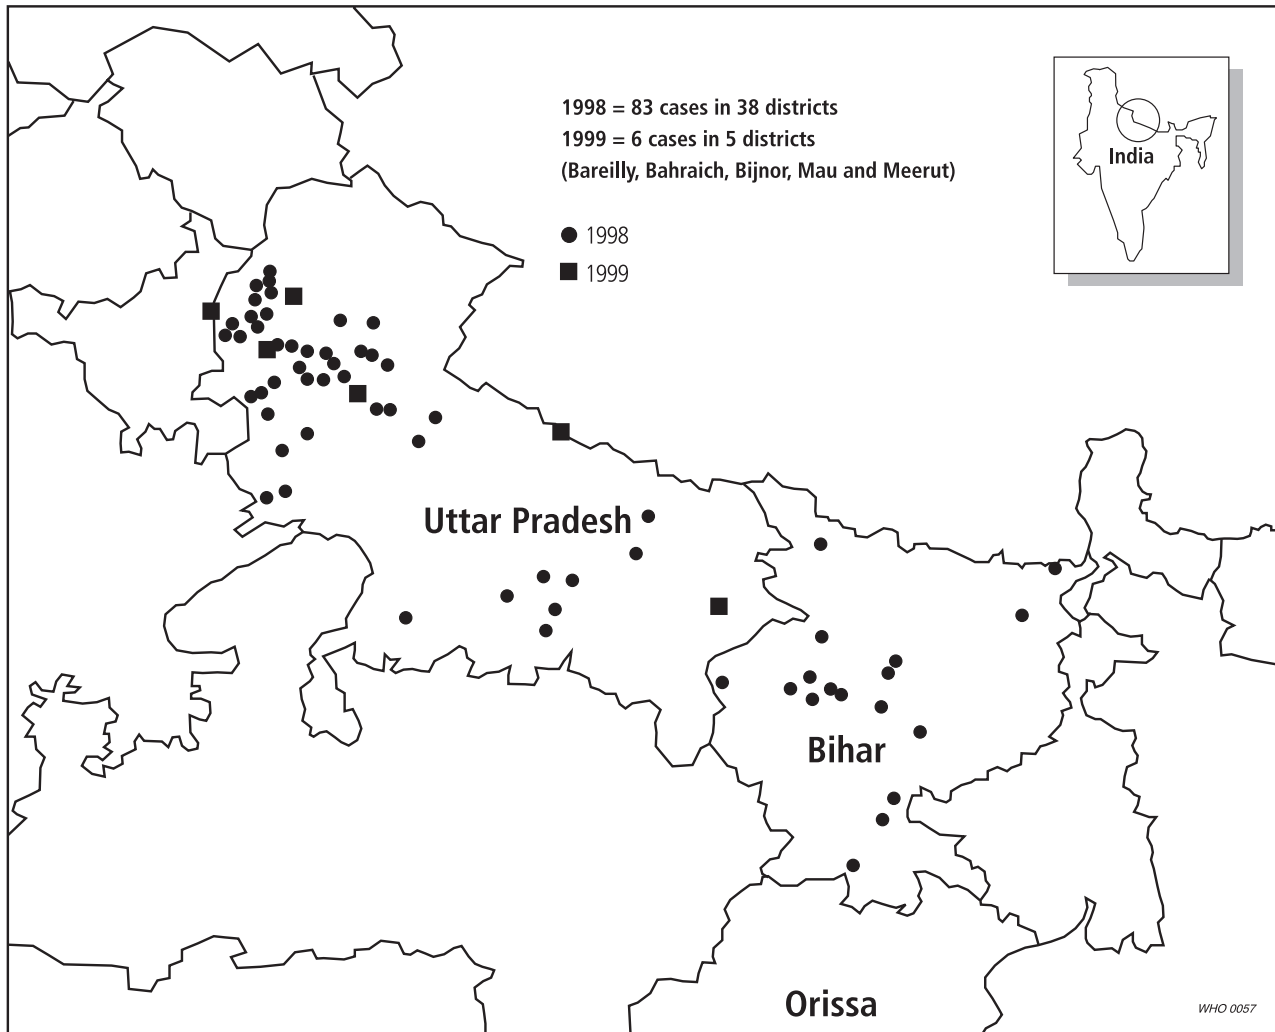 1998 = 83 cases in 38 districts
1999 = 6 cases in 5 districts
(Bareilly, Bahraich, Bijnor, Mau and Meerut)
1998
1999
India
Uttar Pradesh
Bihar
Orissa
WHO 0057